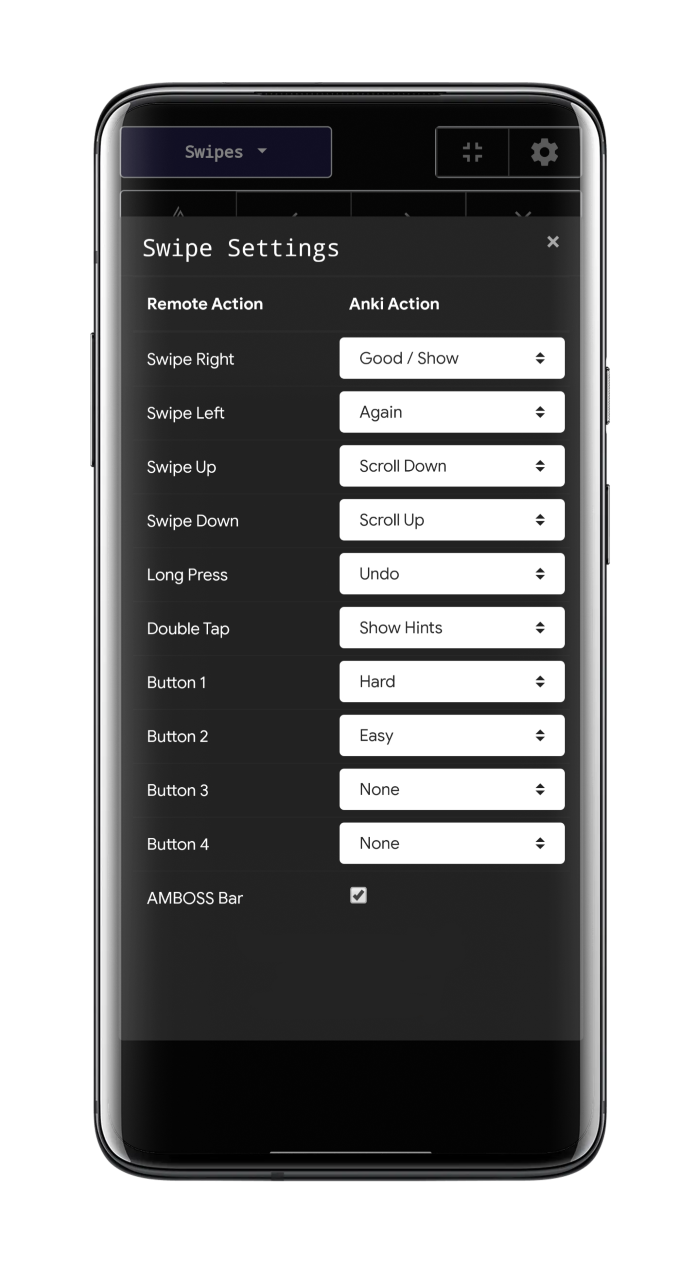 Swipes
Swipe Settings
×
Remote Action Anki Action
Swipe Right Good / Show
Swipe Left Again
Swipe Up Scroll Down
Swipe Down Scroll Up
Long Press Undo
Double Tap Show Hints
Button 1 Hard
Button 2 Easy
Button 3 None
Button 4 None
AMBOSS Bar